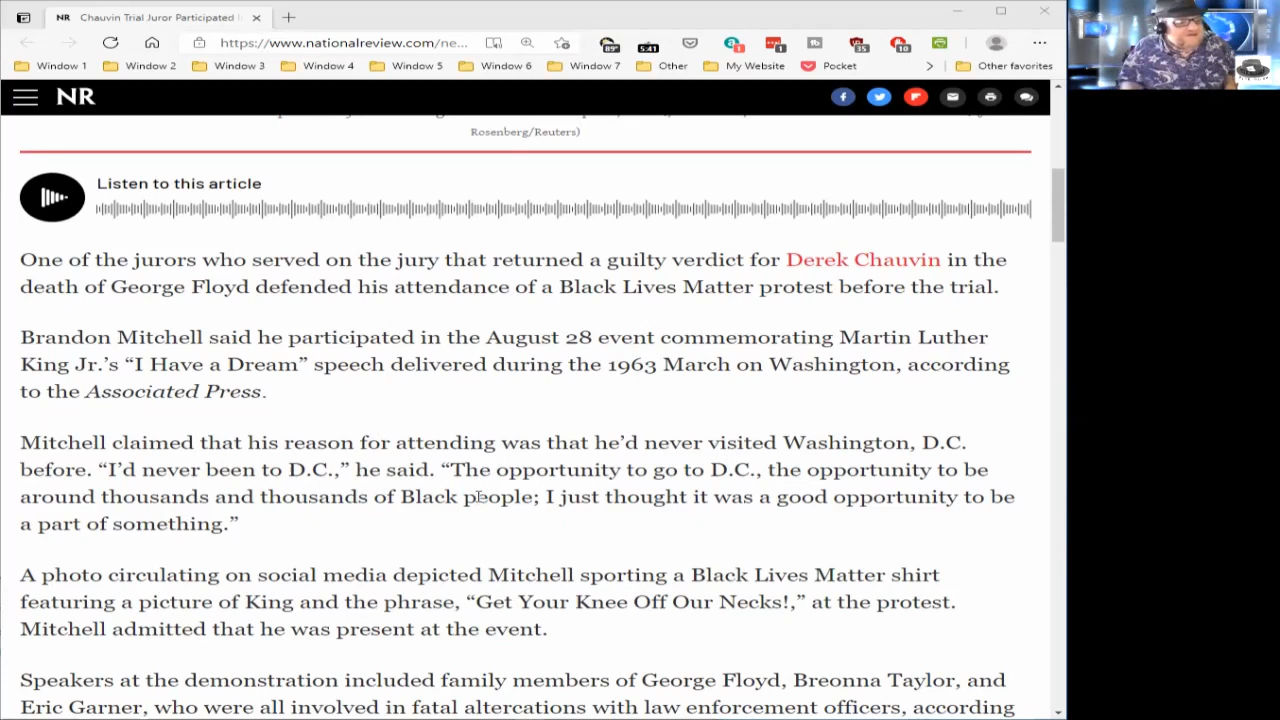 NR Chauvin Trial Juror Participated I
https://www.nationalreview.com/ne...
89° 5:41 1 1 35 10
Window 1 Window 2 Window 3 Window 4 Window 5 Window 6 Window 7 Other My Website Pocket Other favorites
NR
Rosenberg/Reuters)
Listen to this article
One of the jurors who served on the jury that returned a guilty verdict for Derek Chauvin in the
death of George Floyd defended his attendance of a Black Lives Matter protest before the trial.
Brandon Mitchell said he participated in the August 28 event commemorating Martin Luther
King Jr.’s “I Have a Dream” speech delivered during the 1963 March on Washington, according
to the Associated Press.
Mitchell claimed that his reason for attending was that he’d never visited Washington, D.C.
before. “I’d never been to D.C.,” he said. “The opportunity to go to D.C., the opportunity to be
around thousands and thousands of Black people; I just thought it was a good opportunity to be
a part of something.”
A photo circulating on social media depicted Mitchell sporting a Black Lives Matter shirt
featuring a picture of King and the phrase, “Get Your Knee Off Our Necks!,” at the protest.
Mitchell admitted that he was present at the event.
Speakers at the demonstration included family members of George Floyd, Breonna Taylor, and
Eric Garner, who were all involved in fatal altercations with law enforcement officers, according